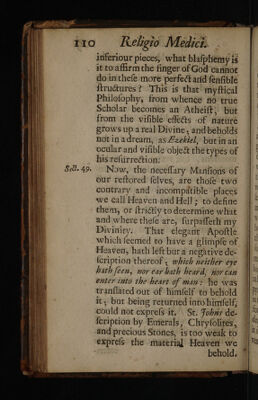 110 Religio Medici.
inferiour pieces, what blasphemy is
it to affirm the finger of God cannot
do in these more perfect and sensible
structures? This is that mystical
Philosophy, from whence no true
Scholar becomes an Atheist, but
from the visible effects of nature
grows up a real Divine, and beholds
not in a dream, as Ezekiel, but in an
ocular and visible object the types of
his resurrection.
Sect. 49. Now, the necessary Mansions of
our restored selves, are those two
contrary and incompatible places
we call Heaven and Hell; to define
them, or strictly to determine what
and where these are, surpasseth my
Divinity. That elegant Apostle
which seemed to have a glimpse of
Heaven, hath left but a negative de-
scription thereof; which neither eye
hath seen, nor ear hath heard, nor can
enter into the heart of man: he was
translated out of himself to behold
it; but being returned into himself,
could not express it. St. Johns de-
scription by Emerals, Chrysolites,
and precious Stones, is too weak to
express the material Heaven we
behold.